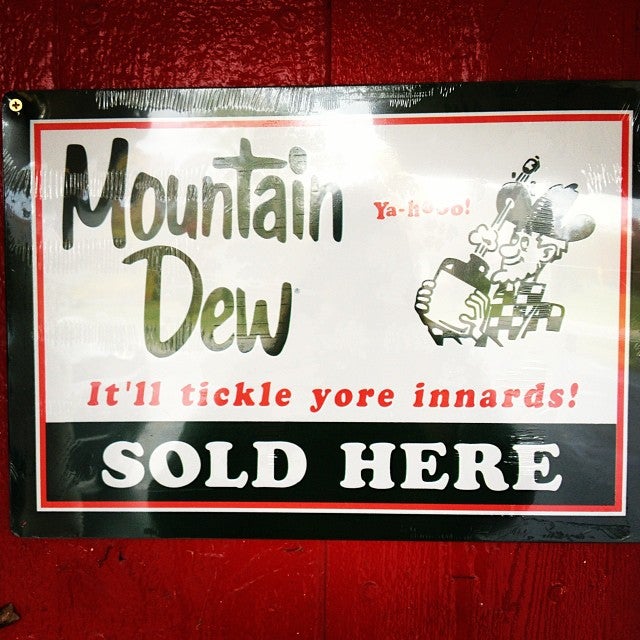 Mountain
Dew
Ya-hooo!
It'll tickle yore innards!
SOLD HERE